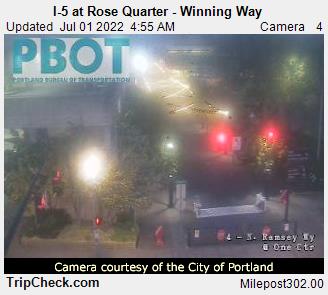 I-5 at Rose Quarter - Winning Way
Updated Jul 01 2022 4:55 AM Camera 4
PBOT
PORTLAND BUREAU OF TRANSPORTATION
4 - N. Ramsey Wy
@ One Ctr
Camera courtesy of the City of Portland
TripCheck.com Milepost302.00